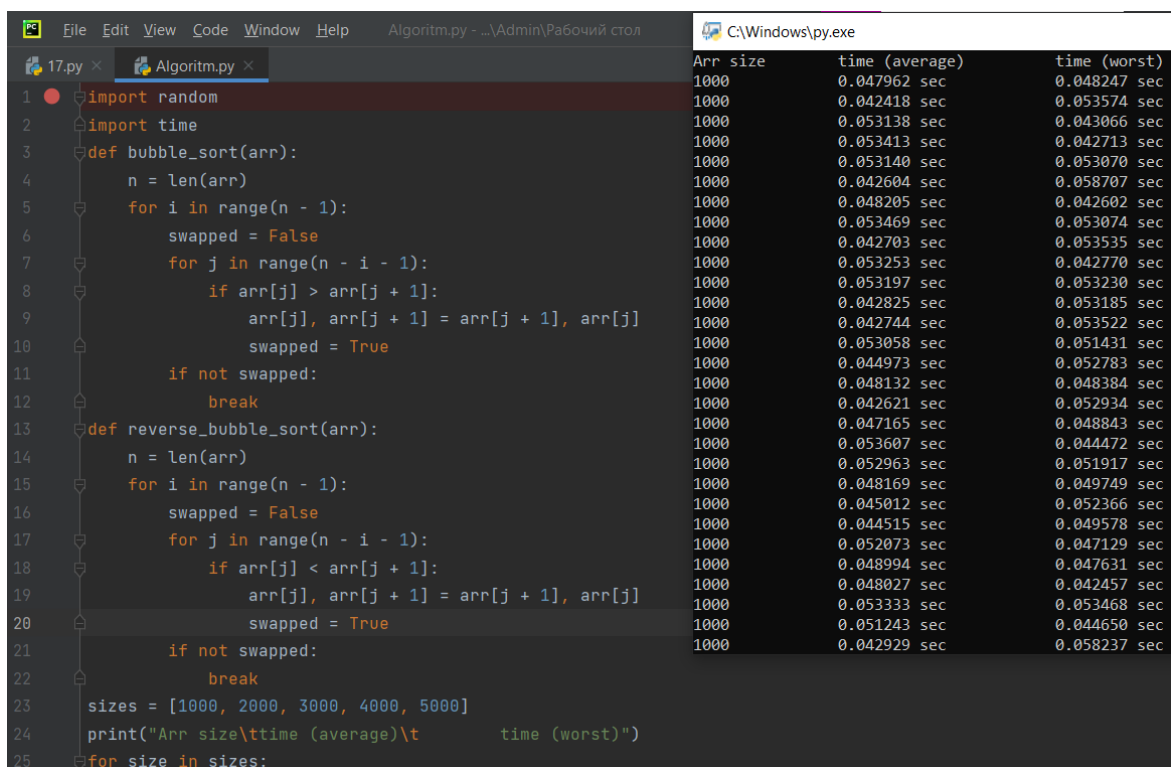 PC File Edit View Code Window Help Algoritm.py - ...\Admin\Рабочий стол
17.py Algoritm.py
1 import random
2 import time
3 def bubble_sort(arr):
4 n = len(arr)
5 for i in range(n - 1):
6 swapped = False
7 for j in range(n - i - 1):
8 if arr[j] > arr[j + 1]:
9 arr[j], arr[j + 1] = arr[j + 1], arr[j]
10 swapped = True
11 if not swapped:
12 break
13 def reverse_bubble_sort(arr):
14 n = len(arr)
15 for i in range(n - 1):
16 swapped = False
17 for j in range(n - i - 1):
18 if arr[j] < arr[j + 1]:
19 arr[j], arr[j + 1] = arr[j + 1], arr[j]
20 swapped = True
21 if not swapped:
22 break
23 sizes = [1000, 2000, 3000, 4000, 5000]
24 print("Arr size\ttime (average)\t time (worst)")
25 for size in sizes:
C:\Windows\py.exe
Arr size time (average) time (worst)
1000 0.047962 sec 0.048247 sec
1000 0.042418 sec 0.053574 sec
1000 0.053138 sec 0.043066 sec
1000 0.053413 sec 0.042713 sec
1000 0.053140 sec 0.053070 sec
1000 0.042604 sec 0.058707 sec
1000 0.048205 sec 0.042602 sec
1000 0.053469 sec 0.053074 sec
1000 0.042703 sec 0.053535 sec
1000 0.053253 sec 0.042770 sec
1000 0.053197 sec 0.053230 sec
1000 0.042825 sec 0.053185 sec
1000 0.042744 sec 0.053522 sec
1000 0.053058 sec 0.051431 sec
1000 0.044973 sec 0.052783 sec
1000 0.048132 sec 0.048384 sec
1000 0.042621 sec 0.052934 sec
1000 0.047165 sec 0.048843 sec
1000 0.053607 sec 0.044472 sec
1000 0.052963 sec 0.051917 sec
1000 0.048169 sec 0.049749 sec
1000 0.045012 sec 0.052366 sec
1000 0.044515 sec 0.049578 sec
1000 0.052073 sec 0.047129 sec
1000 0.048994 sec 0.047631 sec
1000 0.048027 sec 0.042457 sec
1000 0.053333 sec 0.053468 sec
1000 0.051243 sec 0.044650 sec
1000 0.042929 sec 0.058237 sec